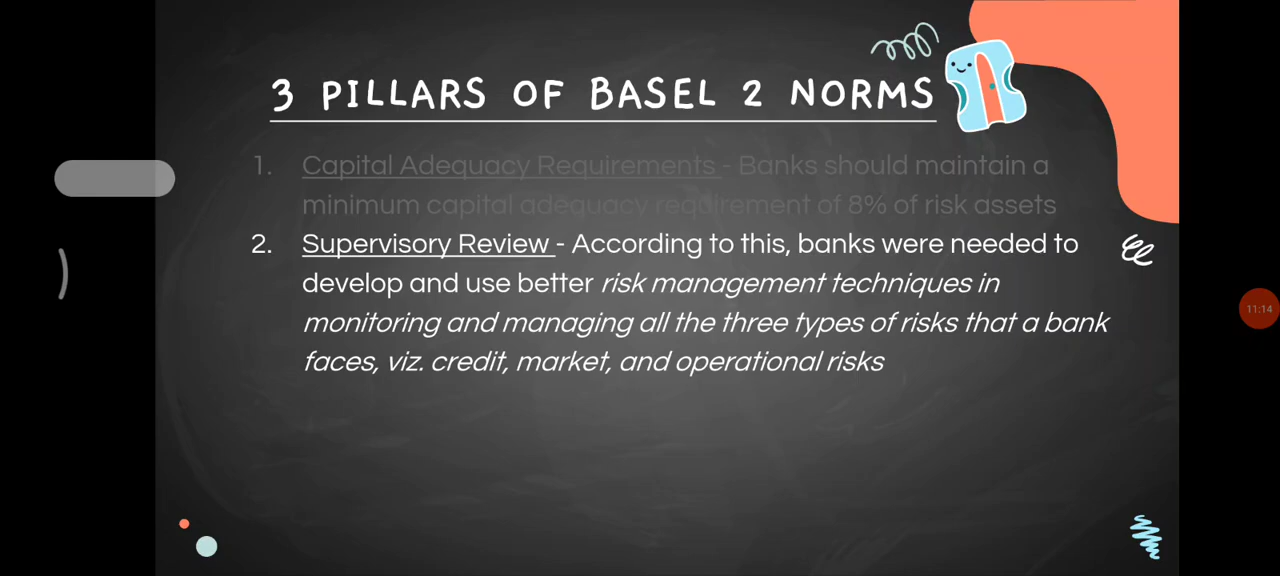 3 PILLARS OF BASEL 2 NORMS
1. Capital Adequacy Requirements - Banks should maintain a
minimum capital adequacy requirement of 8% of risk assets
2. Supervisory Review - According to this, banks were needed to
develop and use better risk management techniques in
monitoring and managing all the three types of risks that a bank
faces, viz. credit, market, and operational risks
11:14